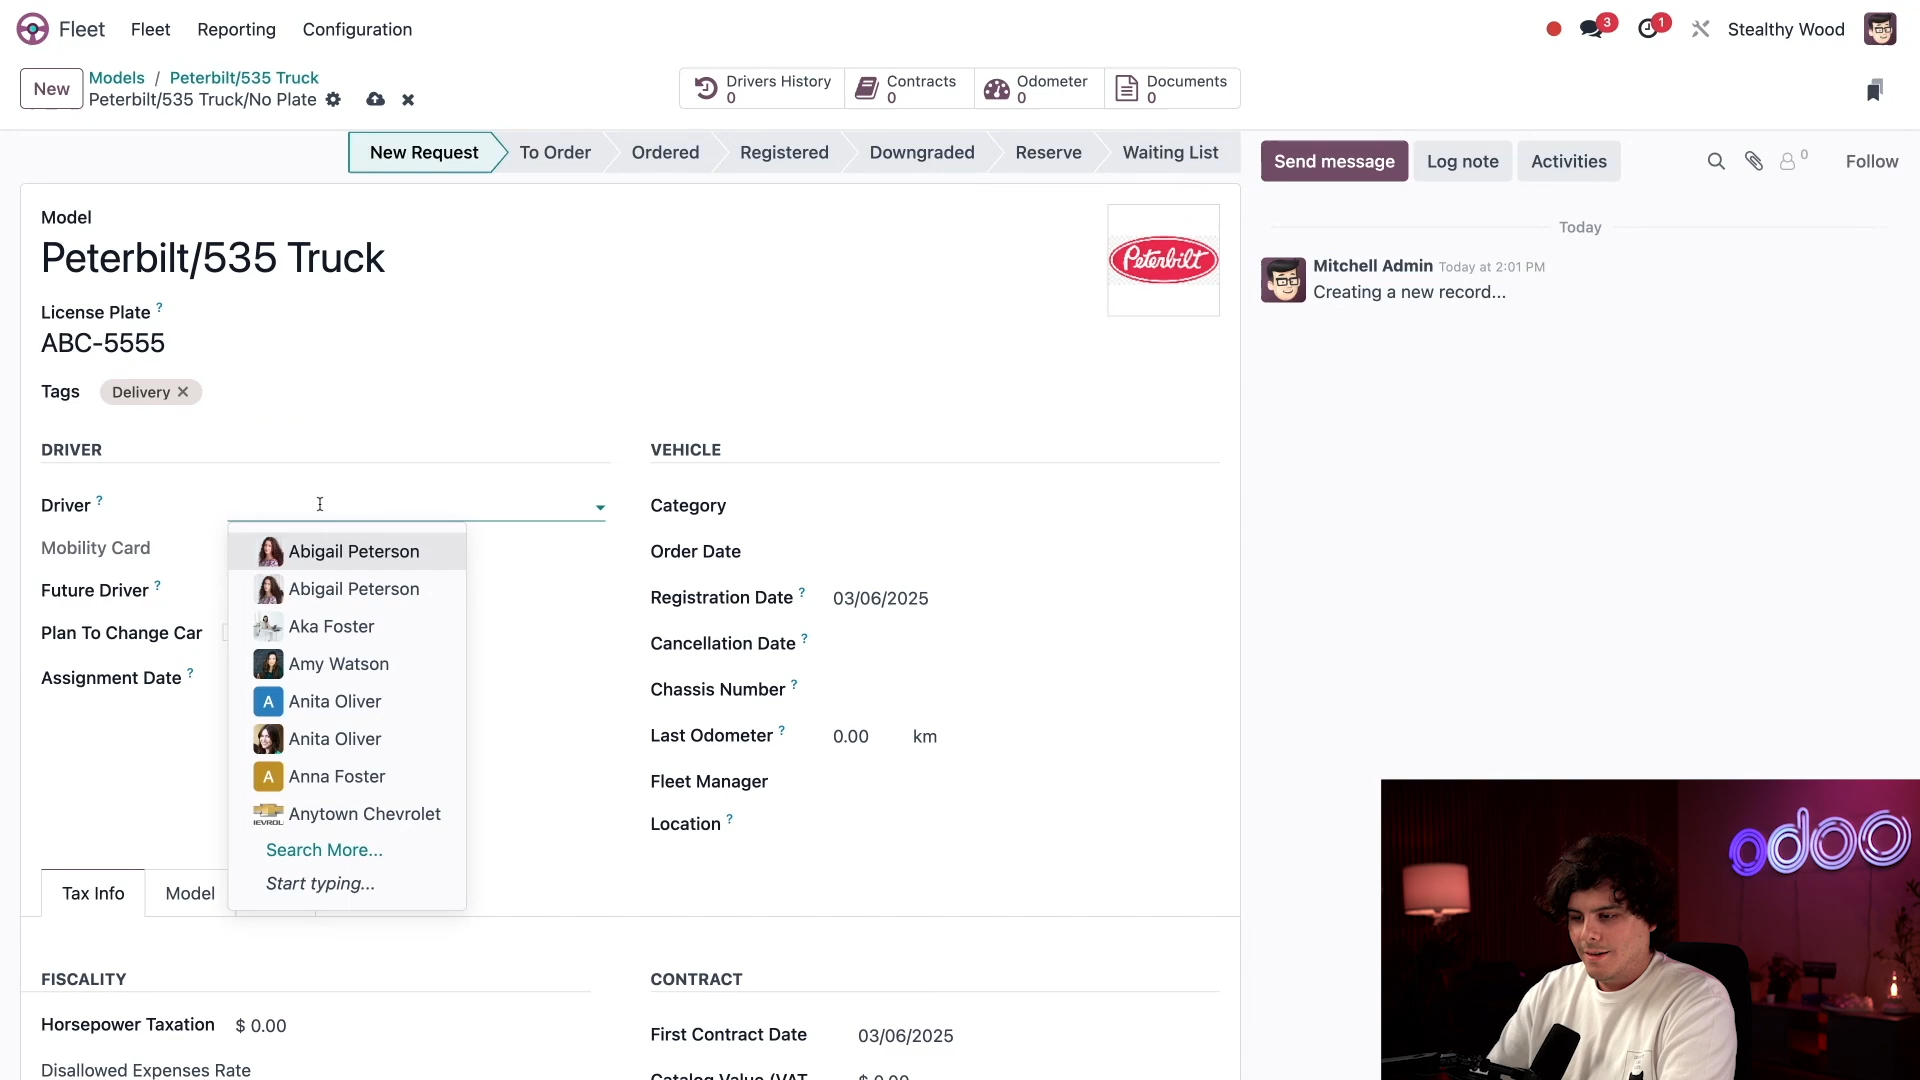 Fleet
Fleet
Reporting
Configuration
3
1
Stealthy Wood
New
Models / Peterbilt/535 Truck
Peterbilt/535 Truck/No Plate
Drivers History
0
Contracts
0
Odometer
0
Documents
0
New Request
To Order
Ordered
Registered
Downgraded
Reserve
Waiting List
Send message
Log note
Activities
0
Follow
Model
Peterbilt/535 Truck
Peterbilt
License Plate ?
ABC-5555
Tags
Delivery
Today
Mitchell Admin Today at 2:01 PM
Creating a new record...
DRIVER
Driver ?
Mobility Card
Future Driver ?
Plan To Change Car
Assignment Date ?
Abigail Peterson
Abigail Peterson
Aka Foster
Amy Watson
A Anita Oliver
Anita Oliver
A Anna Foster
Anytown Chevrolet
Search More...
Start typing...
VEHICLE
Category
Order Date
Registration Date ? 03/06/2025
Cancellation Date ?
Chassis Number ?
Last Odometer ? 0.00 km
Fleet Manager
Location ?
Tax Info
Model
FISCALITY
Horsepower Taxation $ 0.00
Disallowed Expenses Rate
CONTRACT
First Contract Date 03/06/2025
Catalog Value (VAT $ 0.00
odoo